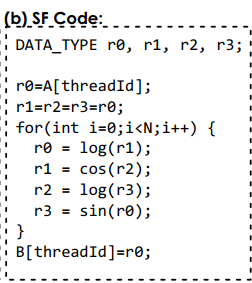 (b) SF Code:
DATA_TYPE r0, r1, r2, r3;
r0=A[threadId];
r1=r2=r3=r0;
for(int i=0;i<N;i++) {
r0 = log(r1);
r1 = cos(r2);
r2 = log(r3);
r3 = sin(r0);
}
B[threadId]=r0;